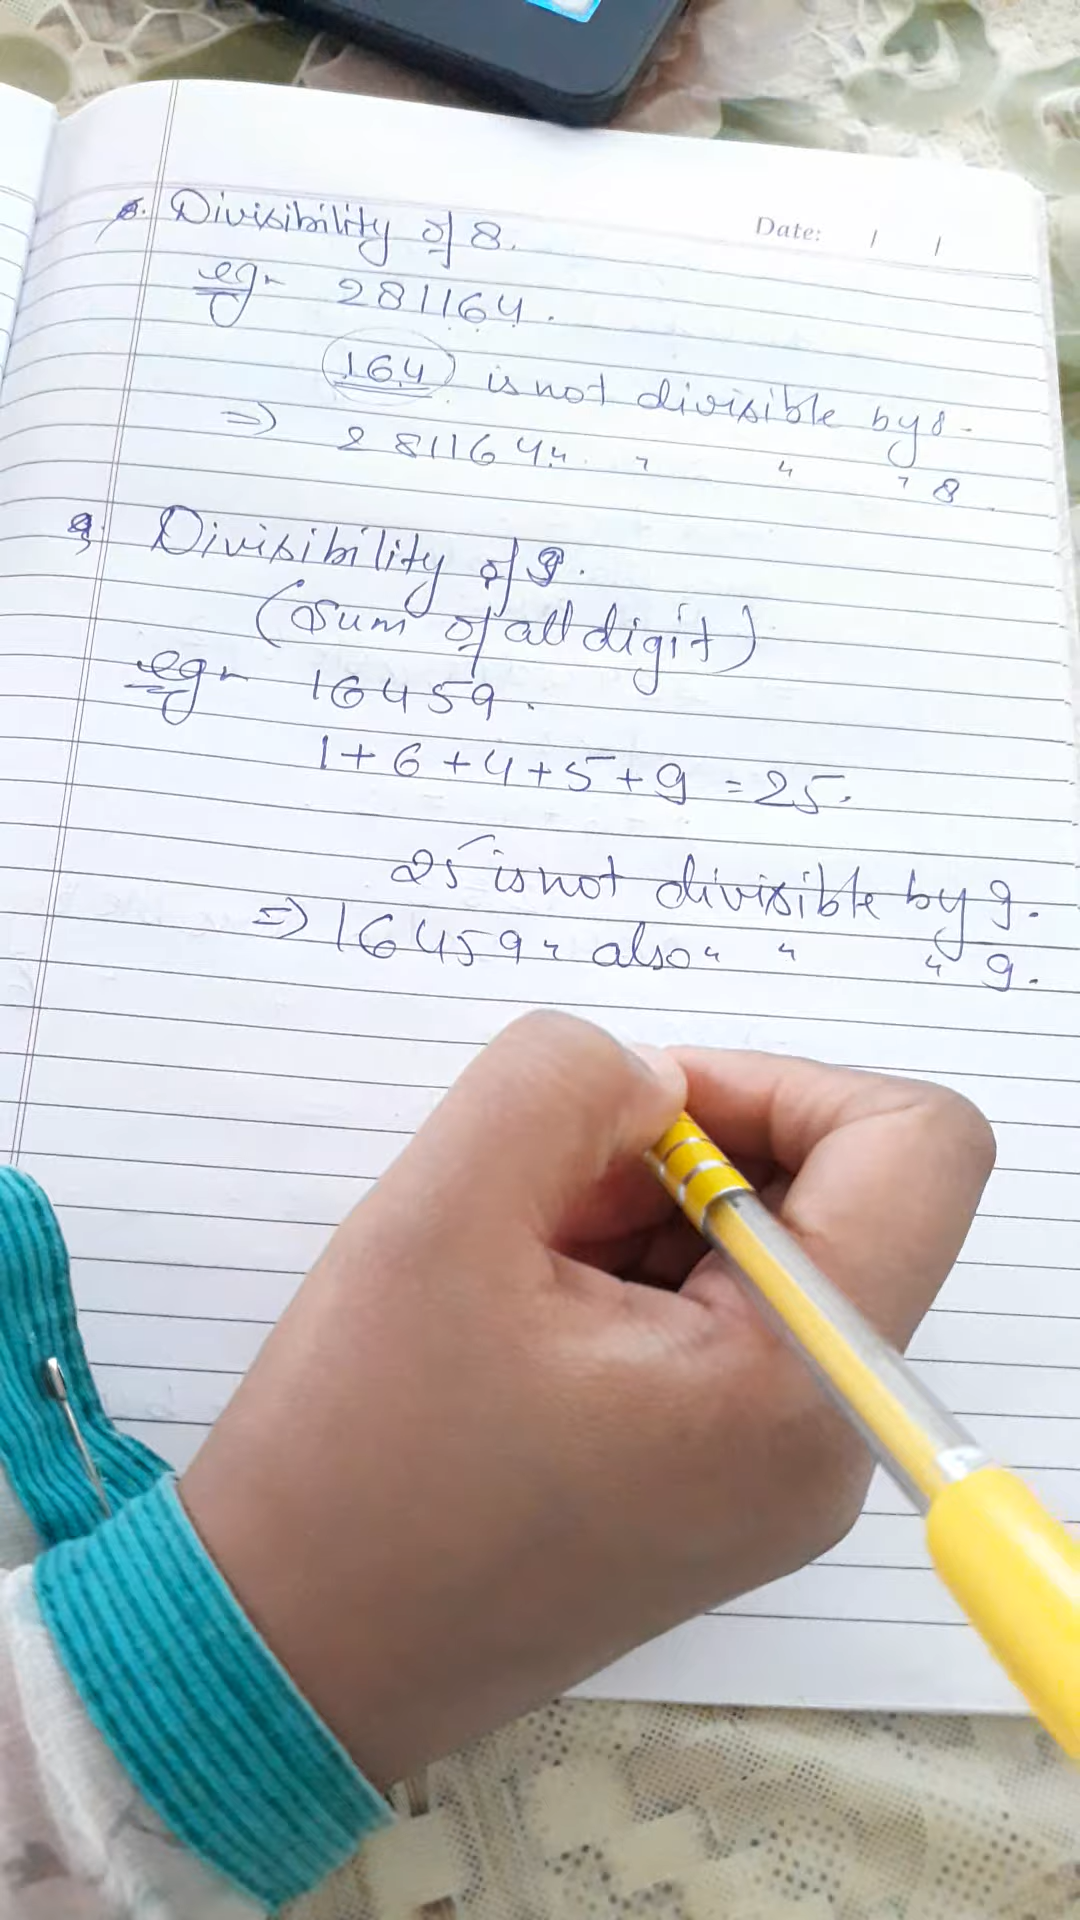 8. Divisibility of 8.
Date: / /
eg- 281164.
164 is not divisible by 8.
=> 281164 " " " " 8
9. Divisibility of 9.
(Sum of all digit)
eg- 16459.
1+6+4+5+9 = 25.
25 is not divisible by 9.
=> 16459 " also " " " 9.